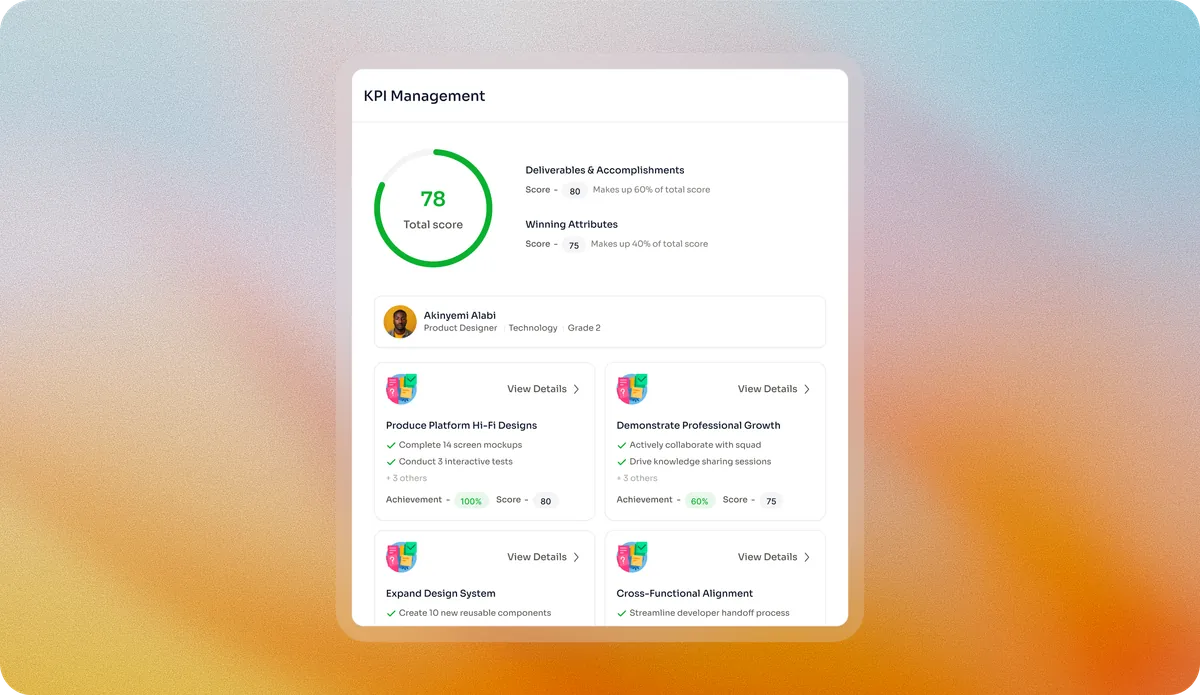 KPI Management
78
Total score
Deliverables & Accomplishments
Score - 80 Makes up 60% of total score
Winning Attributes
Score - 75 Makes up 40% of total score
Akinyemi Alabi
Product Designer | Technology | Grade 2
View Details
Produce Platform Hi-Fi Designs
Complete 14 screen mockups
Conduct 3 interactive tests
+ 3 others
Achievement - 100% Score - 80
View Details
Demonstrate Professional Growth
Actively collaborate with squad
Drive knowledge sharing sessions
+ 3 others
Achievement - 60% Score - 75
View Details
Expand Design System
Create 10 new reusable components
View Details
Cross-Functional Alignment
Streamline developer handoff process